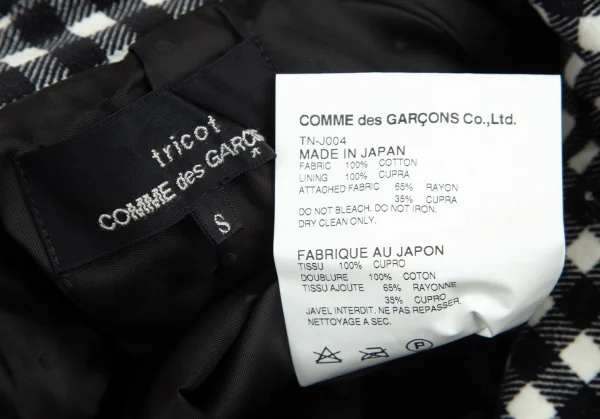 tricot
COMME des GARÇONS
S
COMME des GARÇONS Co.,Ltd.
TN-J004
MADE IN JAPAN
FABRIC 100% COTTON
LINING 100% CUPRA
ATTACHED FABRIC 65% RAYON
35% CUPRA
DO NOT BLEACH. DO NOT IRON.
DRY CLEAN ONLY.
FABRIQUE AU JAPON
TISSU 100% CUPRO
DOUBLURE 100% COTON
TISSU AJOUTE 65% RAYONNE
35% CUPRO
JAVEL INTERDIT. NE PAS REPASSER.
NETTOYAGE A SEC.
P